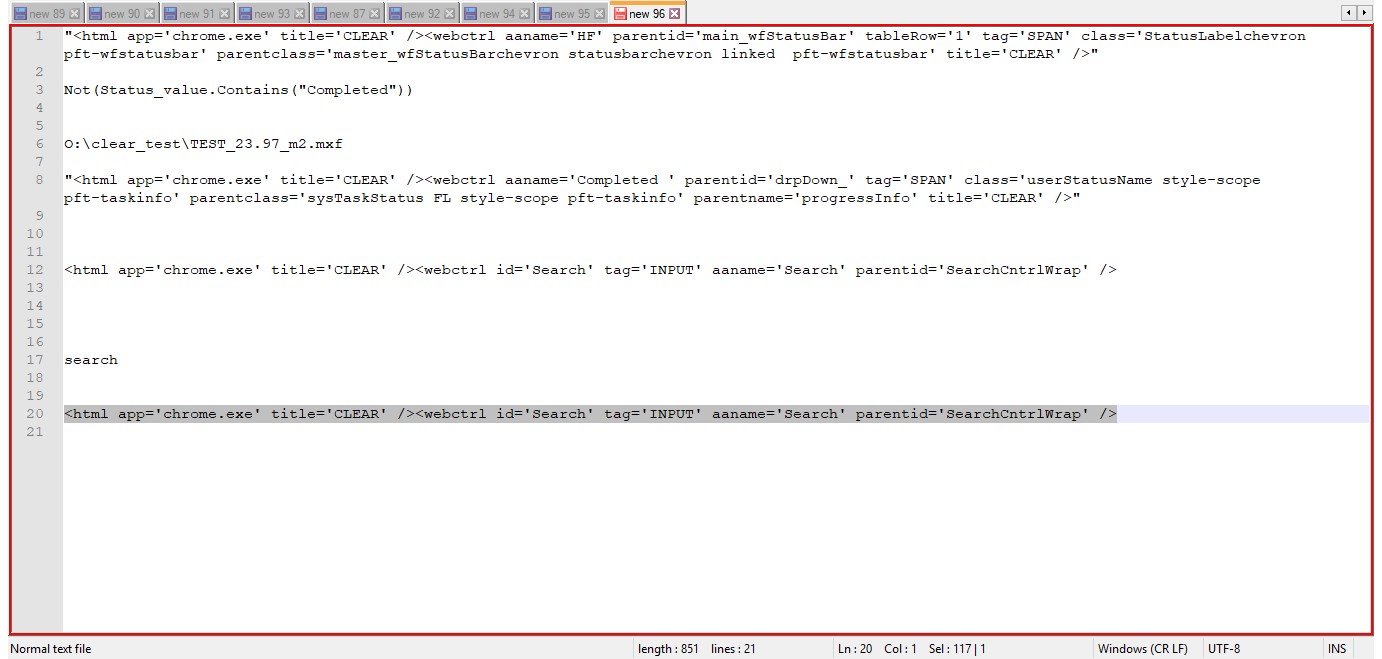 new 89 new 90 new 91 new 93 new 87 new 92 new 94 new 95 new 96
1 "<html app='chrome.exe' title='CLEAR' /><webctrl aaname='HF' parentid='main_wfStatusBar' tableRow='1' tag='SPAN' class='StatusLabelchevron
pft-wfstatusbar' parentclass='master_wfStatusBarchevron statusbarchevron linked  pft-wfstatusbar' title='CLEAR' />"
2
3 Not(Status_value.Contains("Completed"))
4
5
6 O:\clear_test\TEST_23.97_m2.mxf
7
8 "<html app='chrome.exe' title='CLEAR' /><webctrl aaname='Completed ' parentid='drpDown_' tag='SPAN' class='userStatusName style-scope
pft-taskinfo' parentclass='sysTaskStatus FL style-scope pft-taskinfo' parentname='progressInfo' title='CLEAR' />"
9
10
11
12 <html app='chrome.exe' title='CLEAR' /><webctrl id='Search' tag='INPUT' aaname='Search' parentid='SearchCntrlWrap' />
13
14
15
16
17 search
18
19
20 <html app='chrome.exe' title='CLEAR' /><webctrl id='Search' tag='INPUT' aaname='Search' parentid='SearchCntrlWrap' />
21
Normal text file length : 851 lines : 21 Ln : 20 Col : 1 Sel : 117 | 1 Windows (CR LF) UTF-8 INS